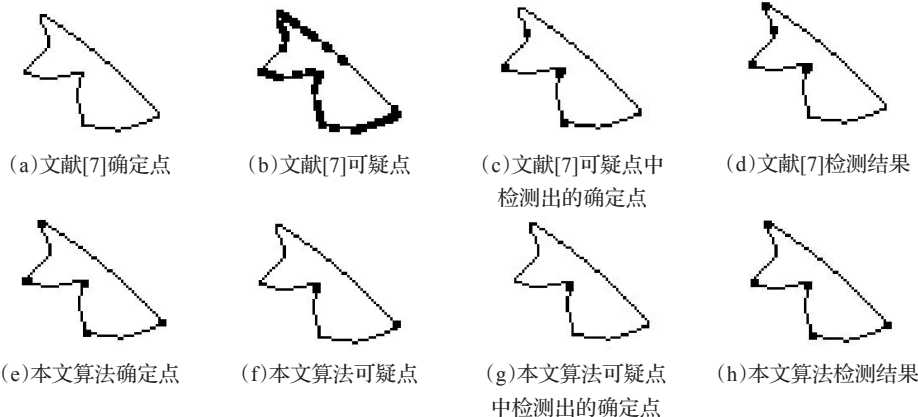 (a)文献[7]确定点
(b)文献[7]可疑点
(c)文献[7]可疑点中
检测出的确定点
(d)文献[7]检测结果
(e)本文算法确定点
(f)本文算法可疑点
(g)本文算法可疑点
中检测出的确定点
(h)本文算法检测结果